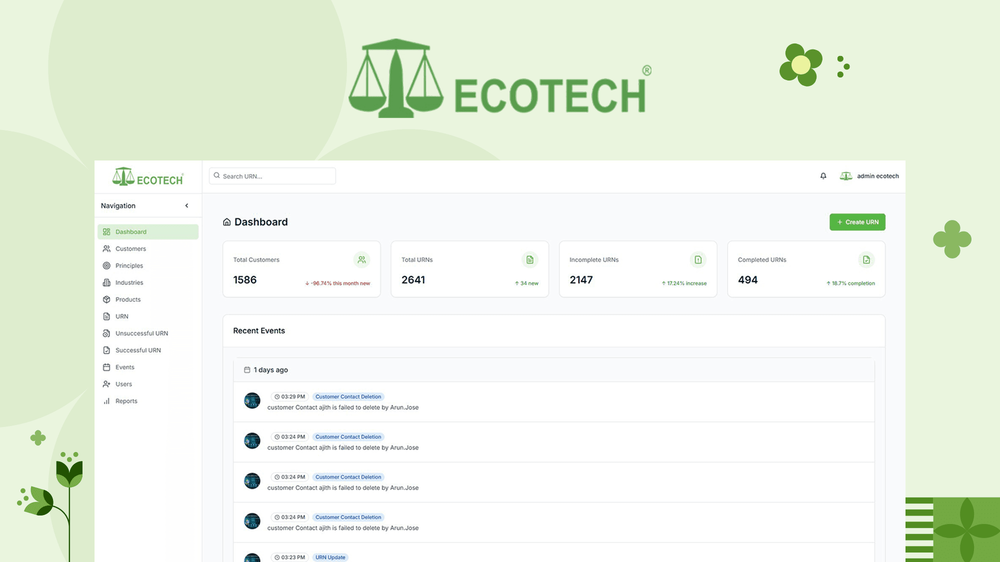 ECOTECH®
ECOTECH
Search URN...
admin ecotech
Navigation
Dashboard
Customers
Principles
Industries
Products
URN
Unsuccessful URN
Successful URN
Events
Users
Reports
Dashboard
+ Create URN
Total Customers
1586
↓ -96.74% this month new
Total URNs
2641
↑ 34 new
Incomplete URNs
2147
↑ 17.24% increase
Completed URNs
494
↑ 18.7% completion
Recent Events
1 days ago
03:29 PM Customer Contact Deletion
customer Contact ajith is failed to delete by Arun.Jose
03:24 PM Customer Contact Deletion
customer Contact ajith is failed to delete by Arun.Jose
03:24 PM Customer Contact Deletion
customer Contact ajith is failed to delete by Arun.Jose
03:24 PM Customer Contact Deletion
customer Contact ajith is failed to delete by Arun.Jose
03:23 PM URN Update